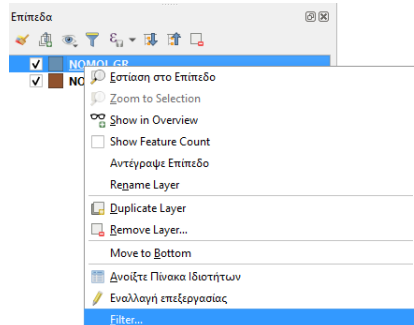 Επίπεδα
NOMOI_GR
NO
Εστίαση στο Επίπεδο
Zoom to Selection
Show in Overview
Show Feature Count
Αντέγραψε Επίπεδο
Rename Layer
Duplicate Layer
Remove Layer...
Move to Bottom
Ανοίξτε Πίνακα Ιδιοτήτων
Εναλλαγή επεξεργασίας
Filter...